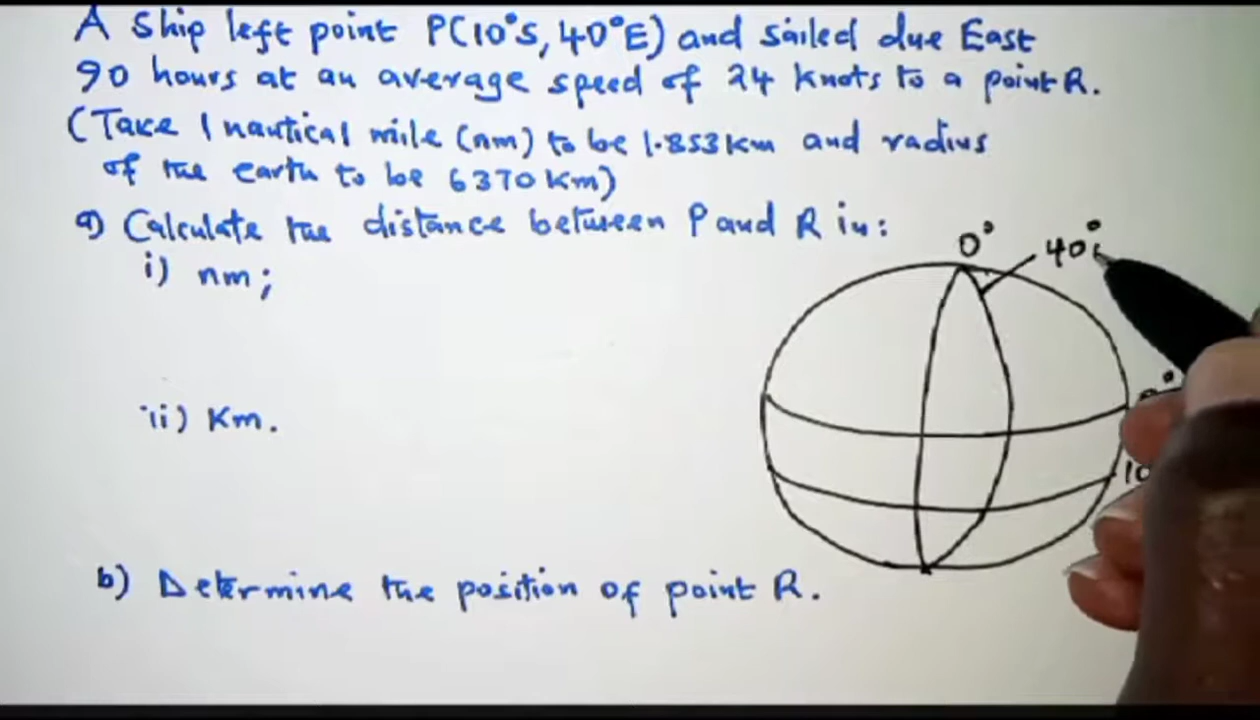 A Ship left point P(10°S, 40°E) and sailed due East
90 hours at an average speed of 24 Knots to a point R.
(Take 1 nautical mile (nm) to be 1.853Km and radius
of the earth to be 6370 Km)
a) Calculate the distance between P and R in:
i) nm;
0°
40°
ii) Km.
10
b) Determine the position of point R.